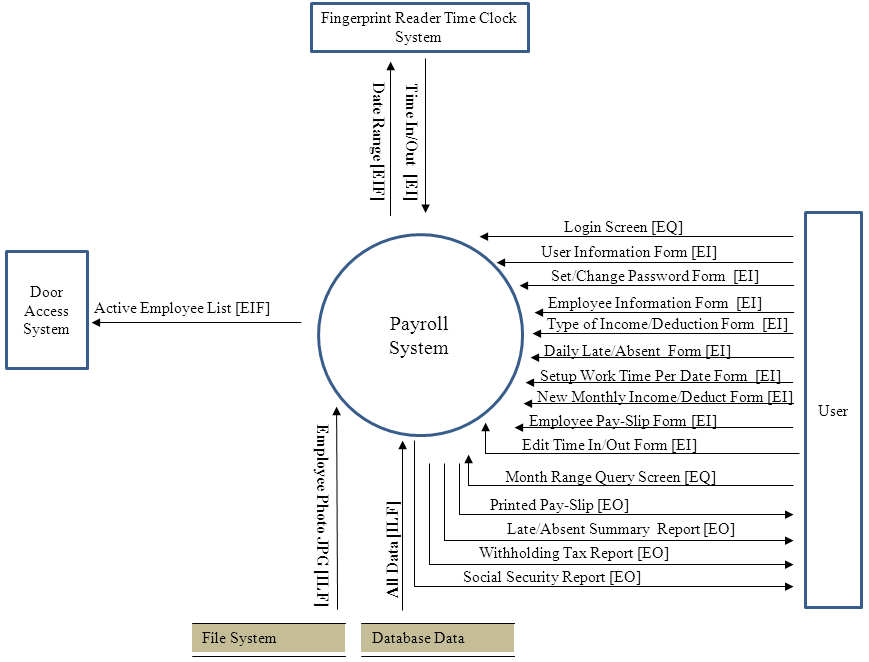 Fingerprint Reader Time Clock
System
Date Range [EIF]
Time In/Out [EI]
Login Screen [EQ]
User Information Form [EI]
Set/Change Password Form [EI]
Employee Information Form [EI]
Type of Income/Deduction Form [EI]
Daily Late/Absent Form [EI]
Setup Work Time Per Date Form [EI]
New Monthly Income/Deduct Form [EI]
Employee Pay-Slip Form [EI]
Edit Time In/Out Form [EI]
Month Range Query Screen [EQ]
Printed Pay-Slip [EO]
Late/Absent Summary Report [EO]
Withholding Tax Report [EO]
Social Security Report [EO]
User
Door
Access
System
Active Employee List [EIF]
Payroll
System
Employee Photo JPG [ILF]
All Data[ILF]
File System
Database Data